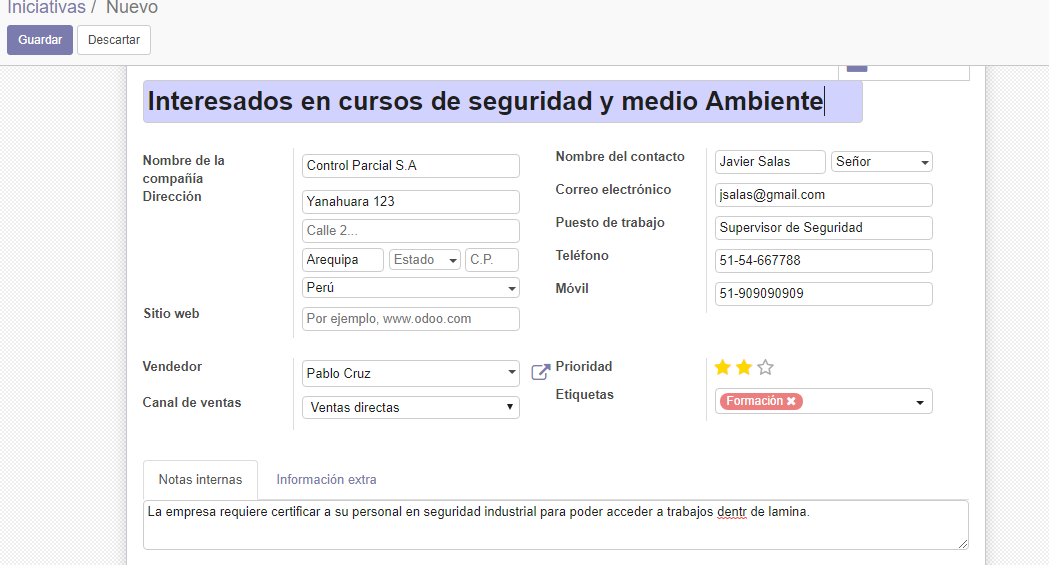 Iniciativas / Nuevo
Guardar Descartar
Interesados en cursos de seguridad y medio Ambiente
Nombre de la compañía
Control Parcial S.A
Dirección
Yanahuara 123
Calle 2...
Arequipa Estado C.P.
Perú
Sitio web
Por ejemplo, www.odoo.com
Nombre del contacto
Javier Salas Señor
Correo electrónico
jsalas@gmail.com
Puesto de trabajo
Supervisor de Seguridad
Teléfono
51-54-667788
Móvil
51-909090909
Vendedor
Pablo Cruz
Canal de ventas
Ventas directas
Prioridad
Etiquetas
Formación
Notas internas Información extra
La empresa requiere certificar a su personal en seguridad industrial para poder acceder a trabajos dentr de lamina.